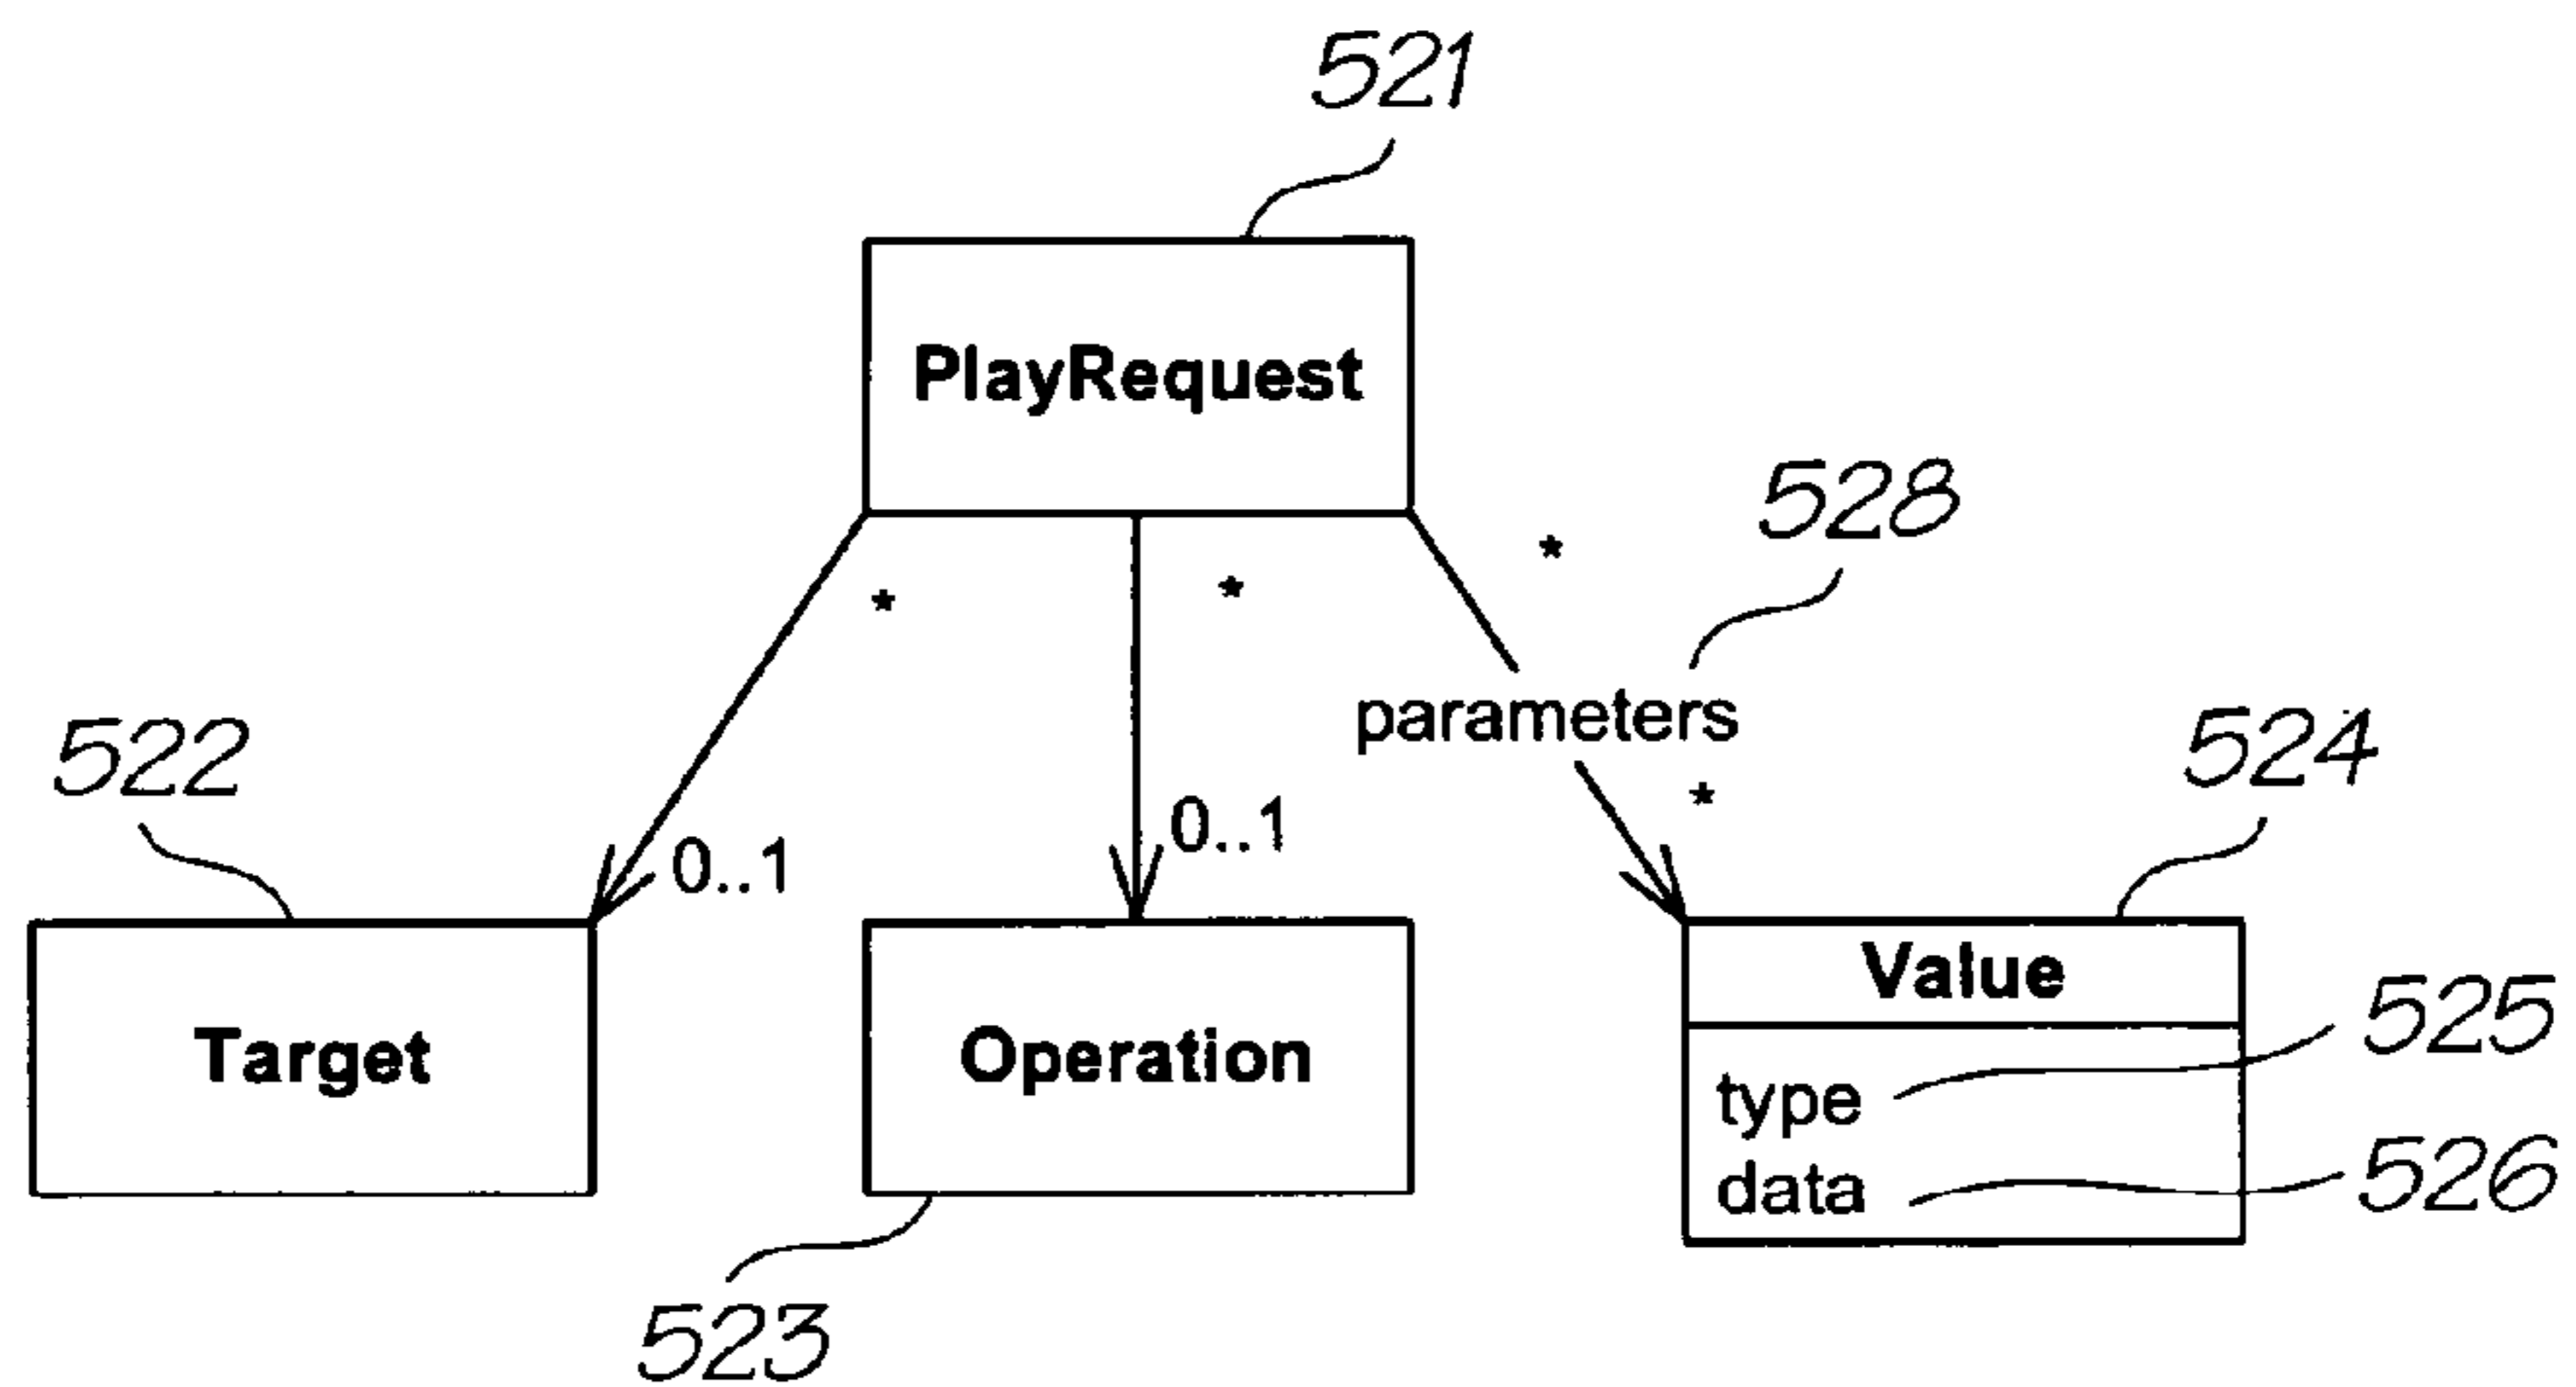 521
PlayRequest
528
*
*
*
parameters
522
524
*
0..1
0..1
Target
Operation
Value
525
type
data
526
523